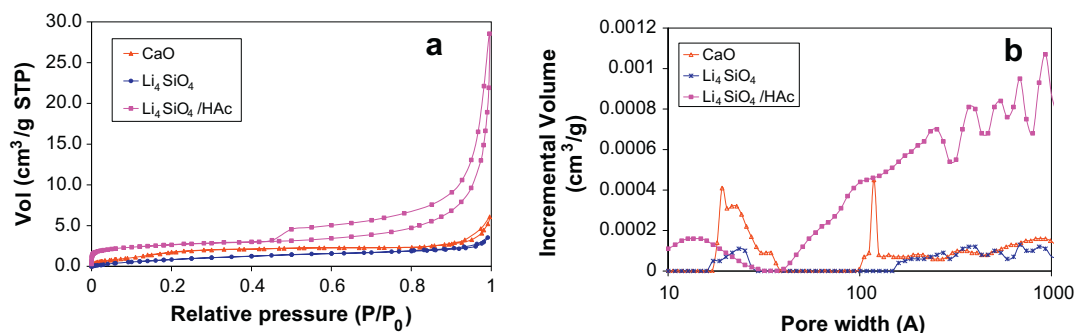 a
30.0
25.0
20.0
15.0
10.0
5.0
0.0
Vol (cm³/g STP)
CaO
Li₄SiO₄
Li₄SiO₄/HAc
0
0.2
0.4
0.6
0.8
1
Relative pressure (P/P₀)
b
0.0012
0.001
0.0008
0.0006
0.0004
0.0002
0
Incremental Volume
(cm³/g)
CaO
Li₄SiO₄
Li₄SiO₄/HAc
10
100
1000
Pore width (A)